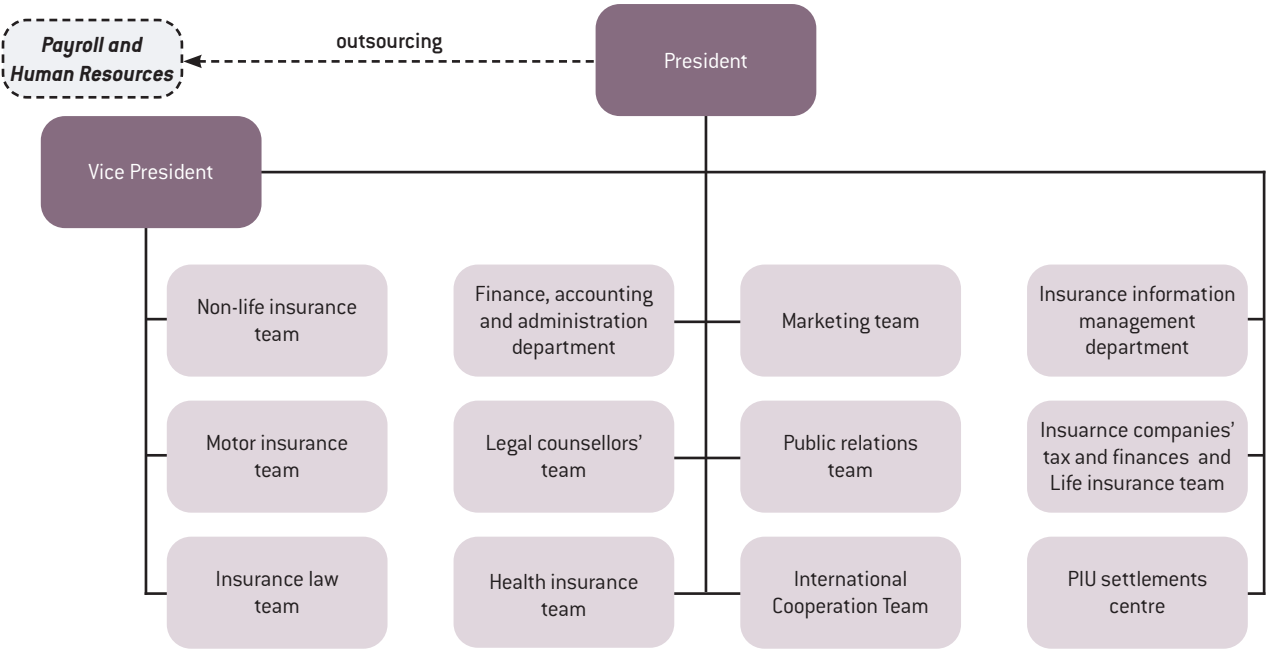 Payroll and
Human Resources
outsourcing
President
Vice President
Non-life insurance
team
Finance, accounting
and administration
department
Marketing team
Insurance information
management
department
Motor insurance
team
Legal counsellors’
team
Public relations
team
Insuarnce companies’
tax and finances and
Life insurance team
Insurance law
team
Health insurance
team
International
Cooperation Team
PIU settlements
centre